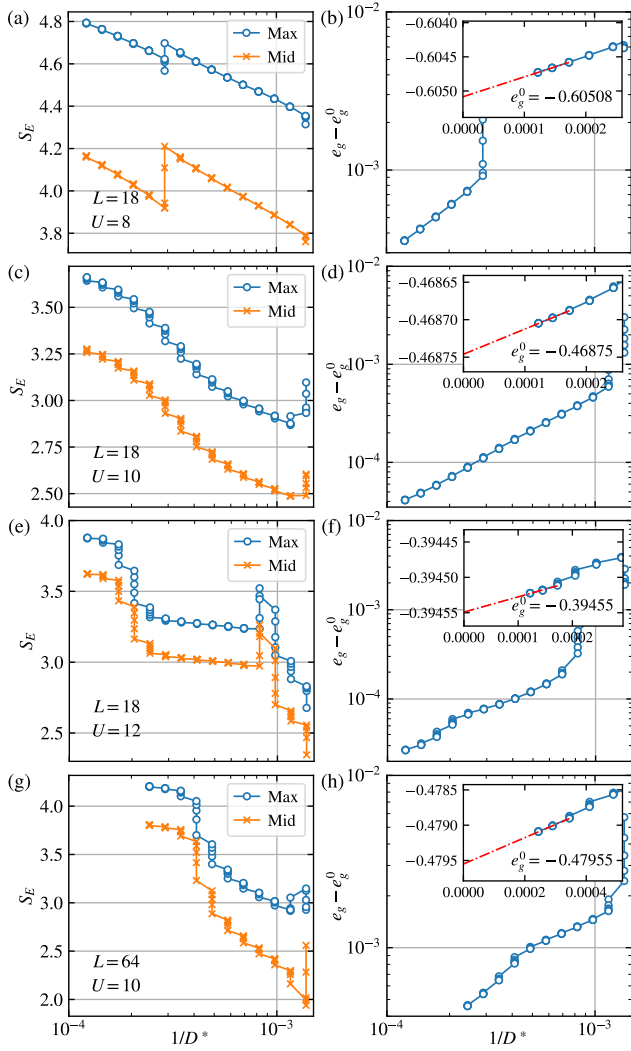 (a)
4.8
4.6
4.4
4.2
4.0
3.8
S_E
Max
Mid
L = 18
U = 8
(b)
−0.6040
−0.6045
−0.6050
0.0000 0.0001 0.0002
e_g^0 = −0.60508
10^−3
e_g − e_g^0
(c)
3.50
3.25
3.00
2.75
2.50
S_E
Max
Mid
L = 18
U = 10
(d)
10^−2
−0.46865
−0.46870
−0.46875
0.0000 0.0001 0.0002
e_g^0 = −0.46875
10^−3
10^−4
e_g − e_g^0
(e)
4.0
3.5
3.0
2.5
S_E
Max
Mid
L = 18
U = 12
(f)
10^−2
−0.39445
−0.39450
−0.39455
0.0000 0.0001 0.0002
e_g^0 = −0.39455
10^−3
10^−4
e_g − e_g^0
(g)
4.0
3.5
3.0
2.5
2.0
S_E
Max
Mid
L = 64
U = 10
10^−4 10^−3
1/D*
(h)
10^−2
−0.4785
−0.4790
−0.4795
0.0000 0.0002 0.0004
e_g^0 = −0.47955
10^−3
e_g − e_g^0
10^−3
1/D*